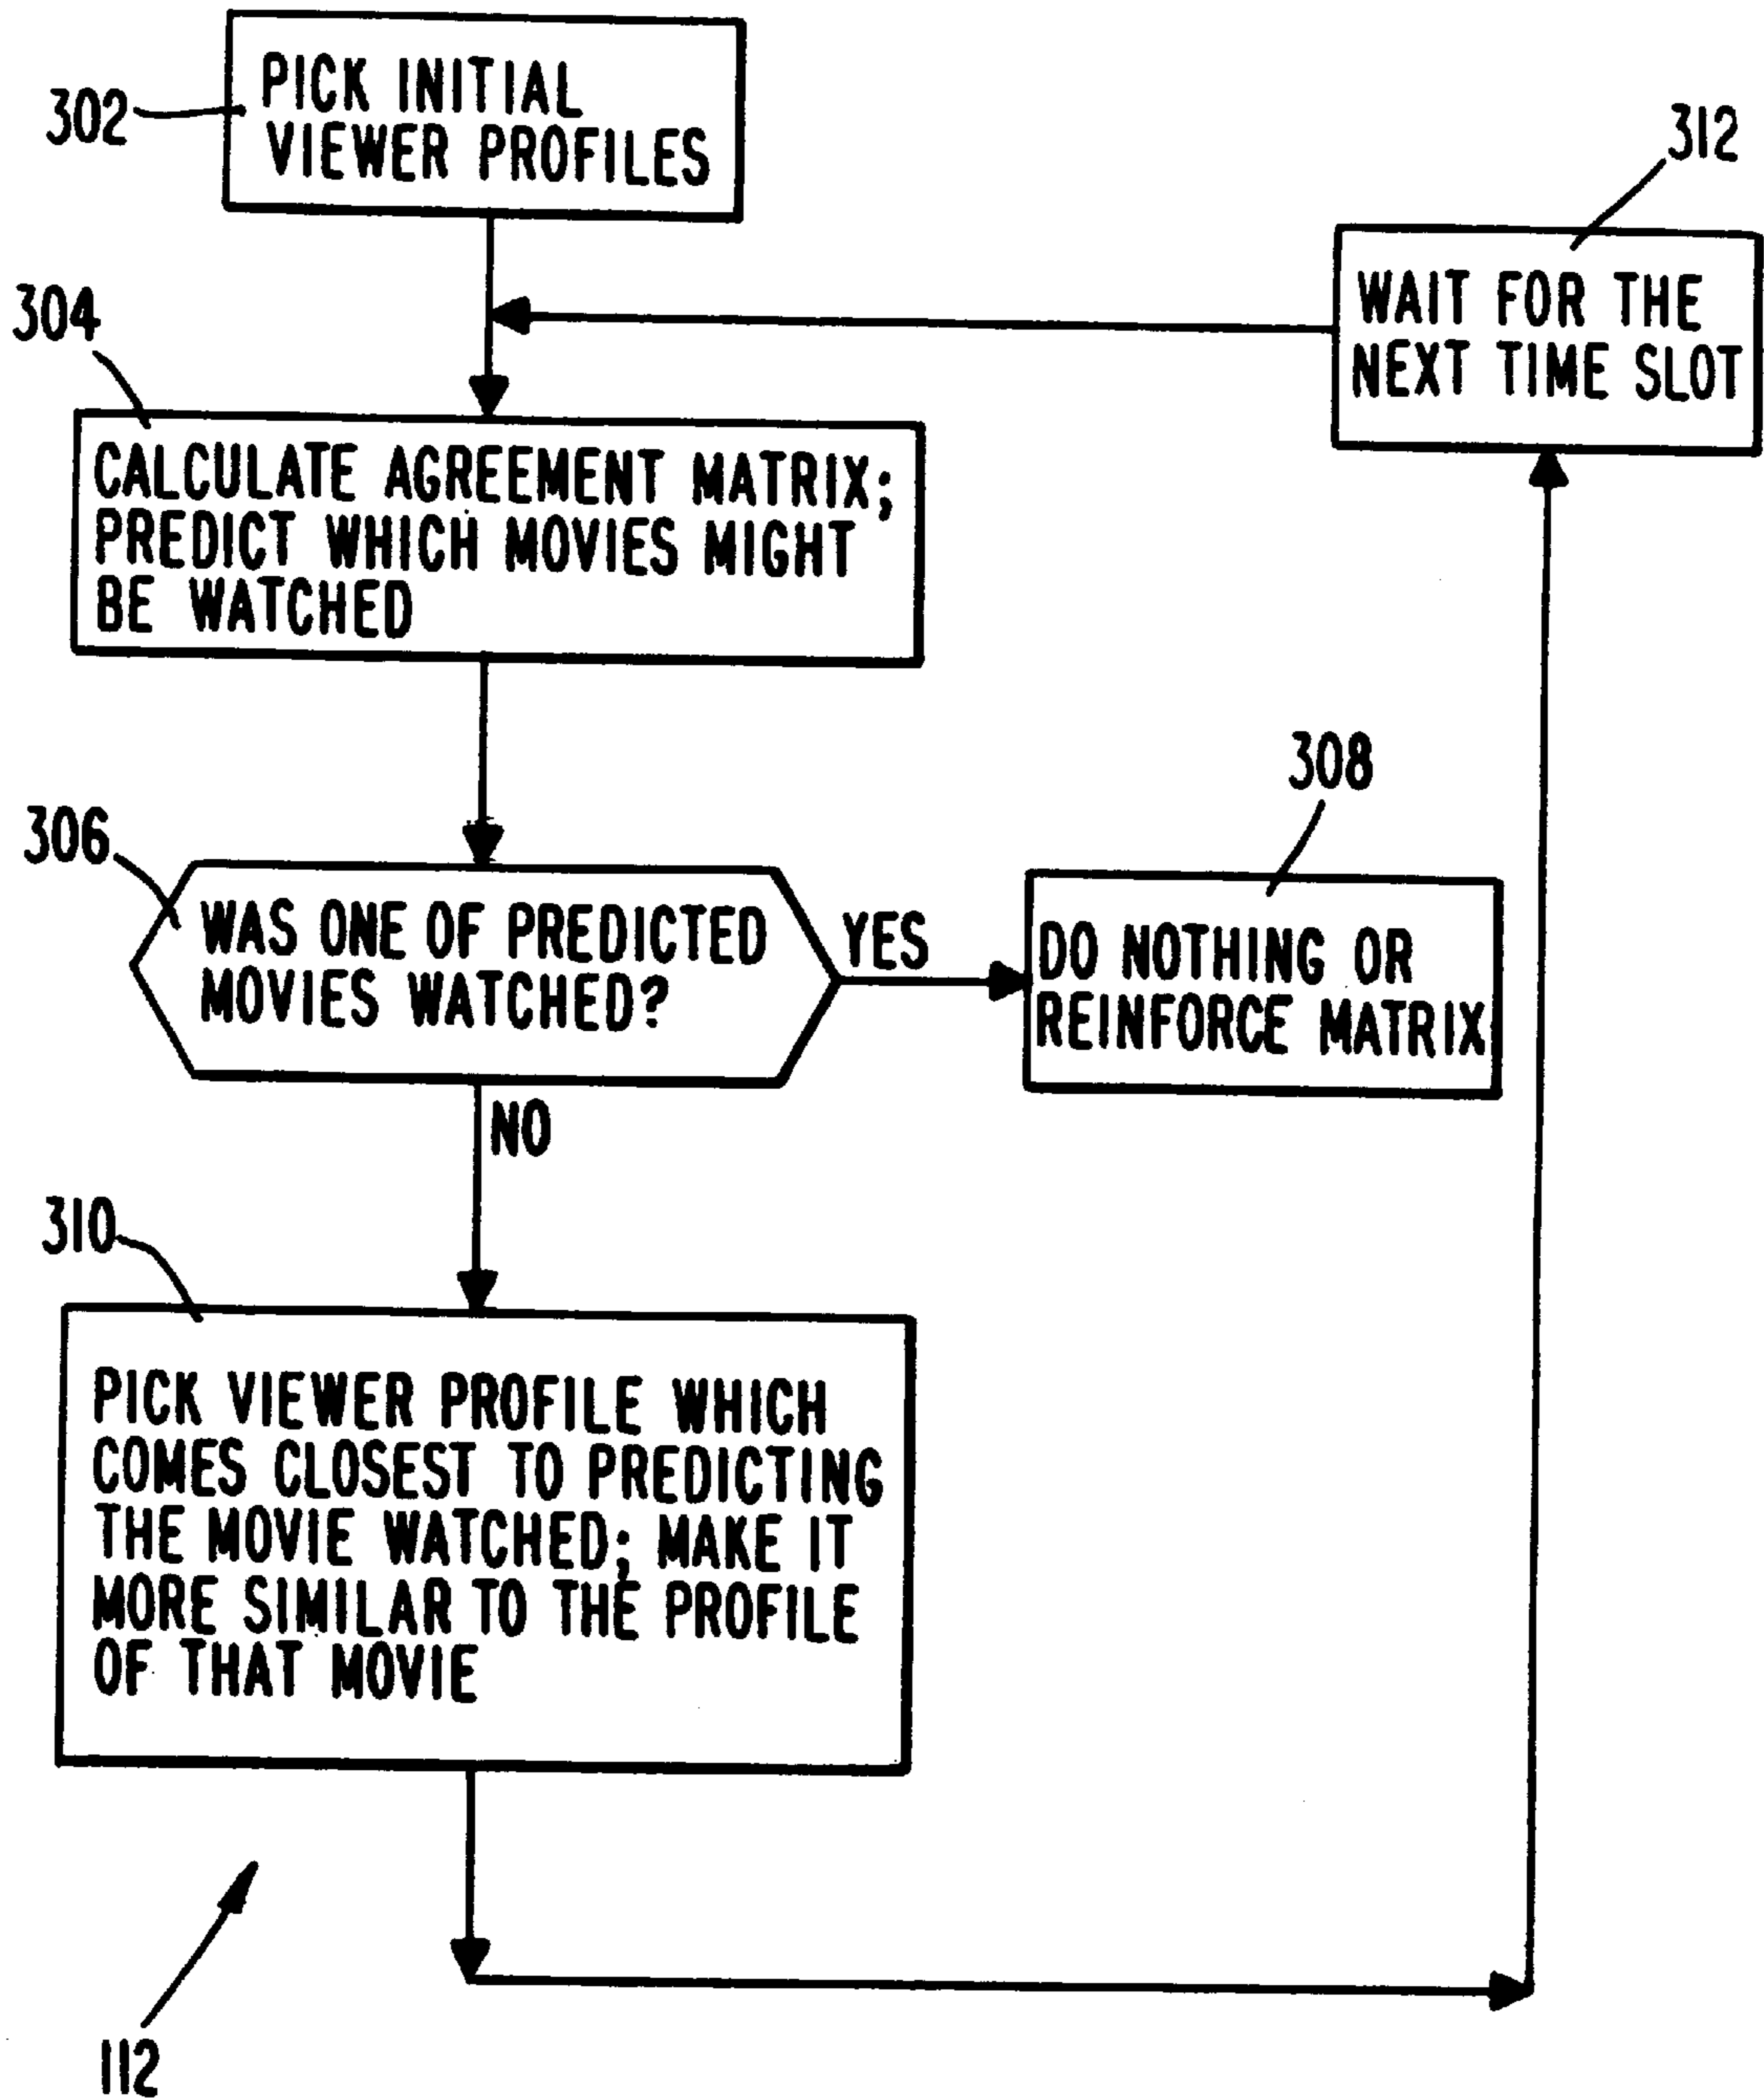 302
PICK INITIAL
VIEWER PROFILES
312
WAIT FOR THE
NEXT TIME SLOT
304
CALCULATE AGREEMENT MATRIX;
PREDICT WHICH MOVIES MIGHT
BE WATCHED
306
WAS ONE OF PREDICTED
MOVIES WATCHED?
YES
308
DO NOTHING OR
REINFORCE MATRIX
NO
310
PICK VIEWER PROFILE WHICH
COMES CLOSEST TO PREDICTING
THE MOVIE WATCHED; MAKE IT
MORE SIMILAR TO THE PROFILE
OF THAT MOVIE
112